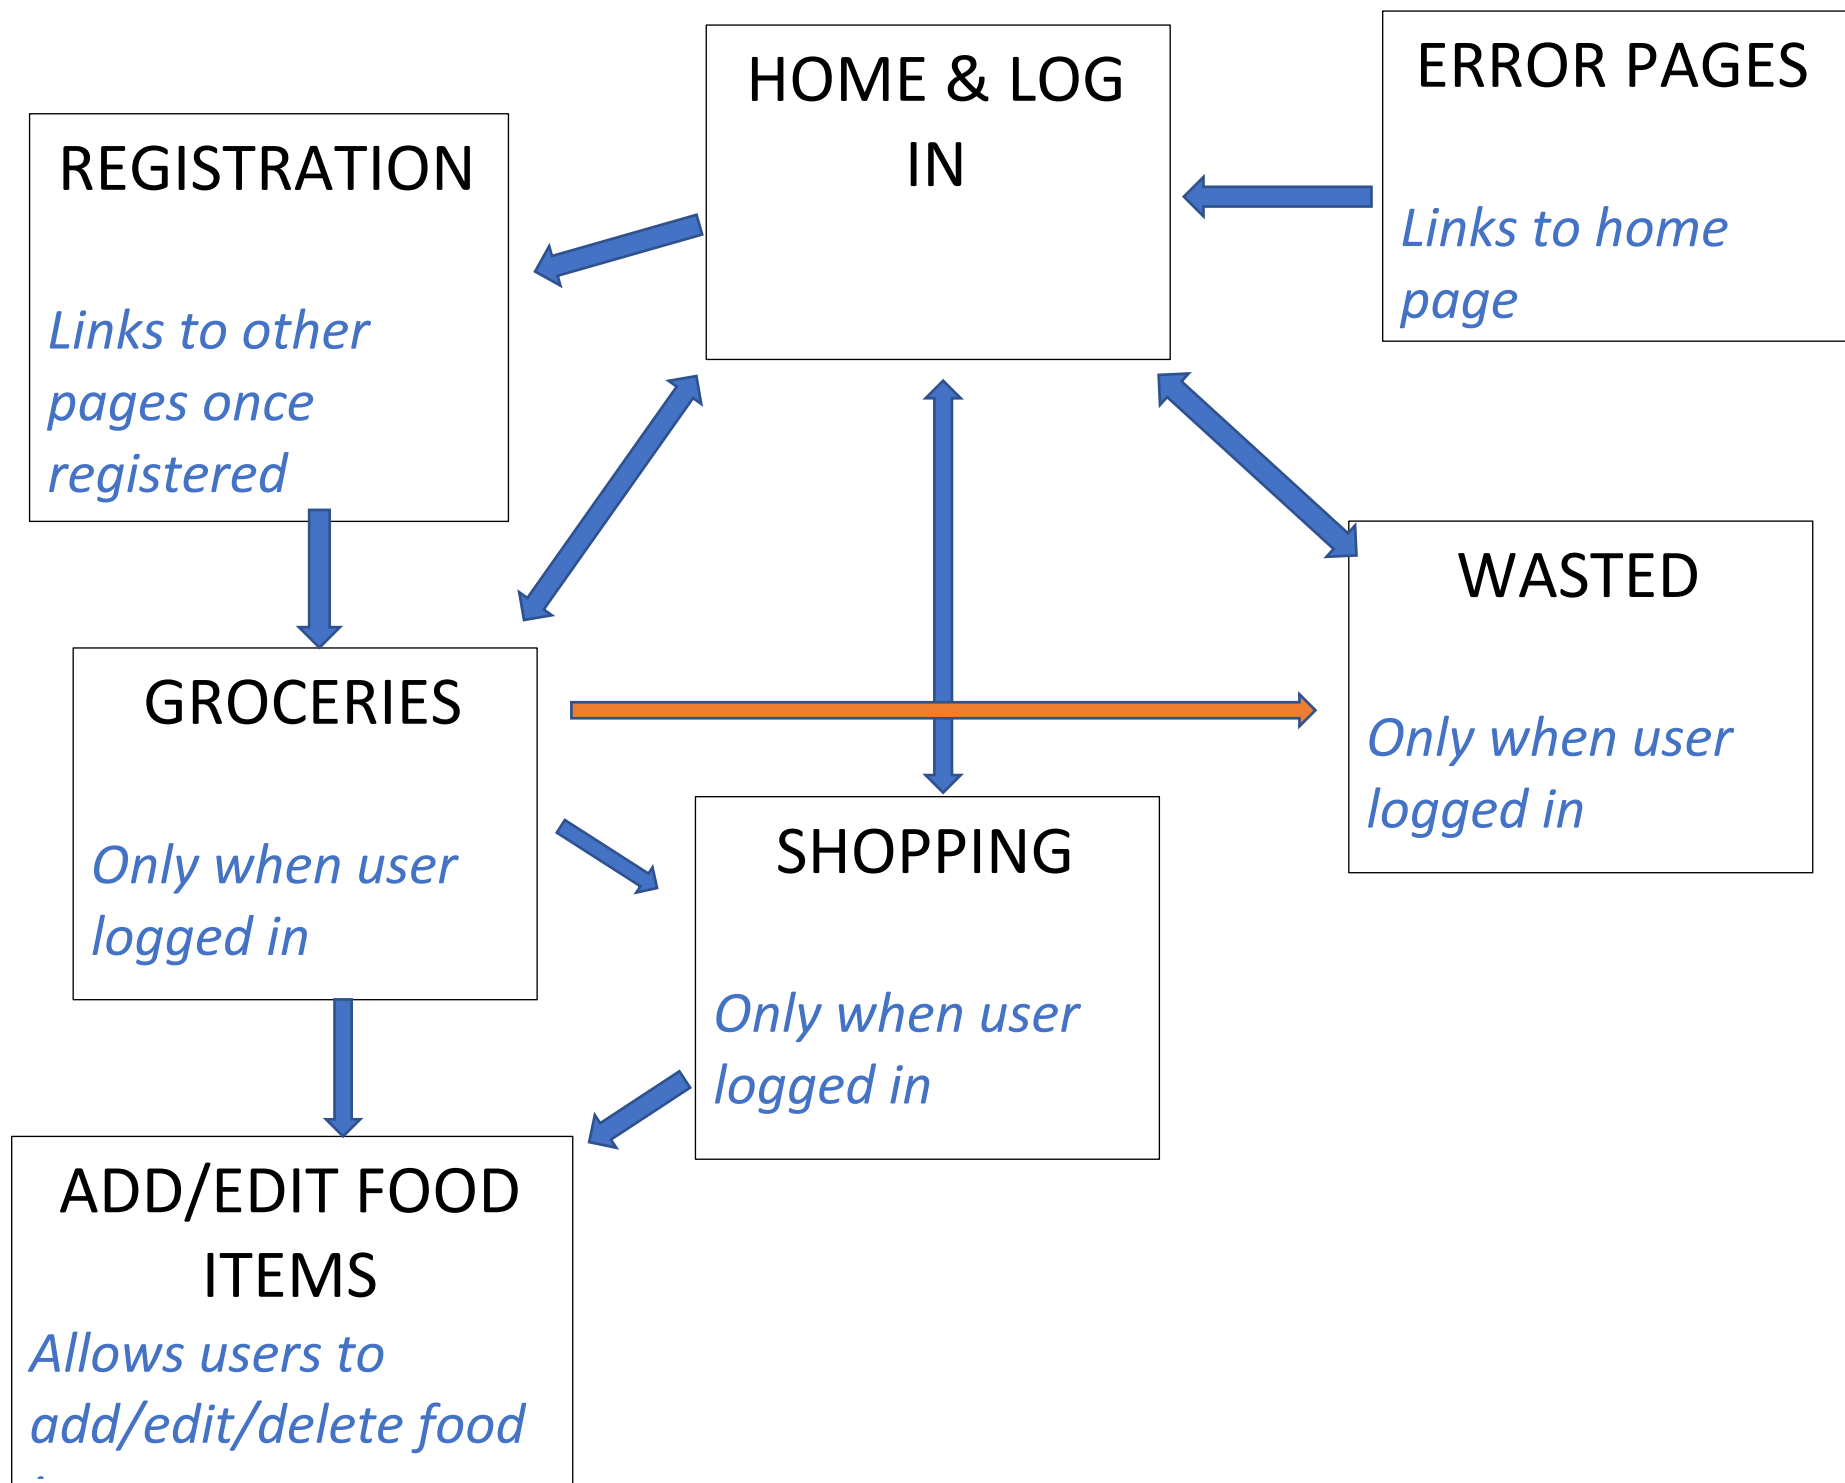 HOME & LOG
IN
ERROR PAGES
Links to home
page
REGISTRATION
Links to other
pages once
registered
WASTED
Only when user
logged in
GROCERIES
Only when user
logged in
SHOPPING
Only when user
logged in
ADD/EDIT FOOD
ITEMS
Allows users to
add/edit/delete food